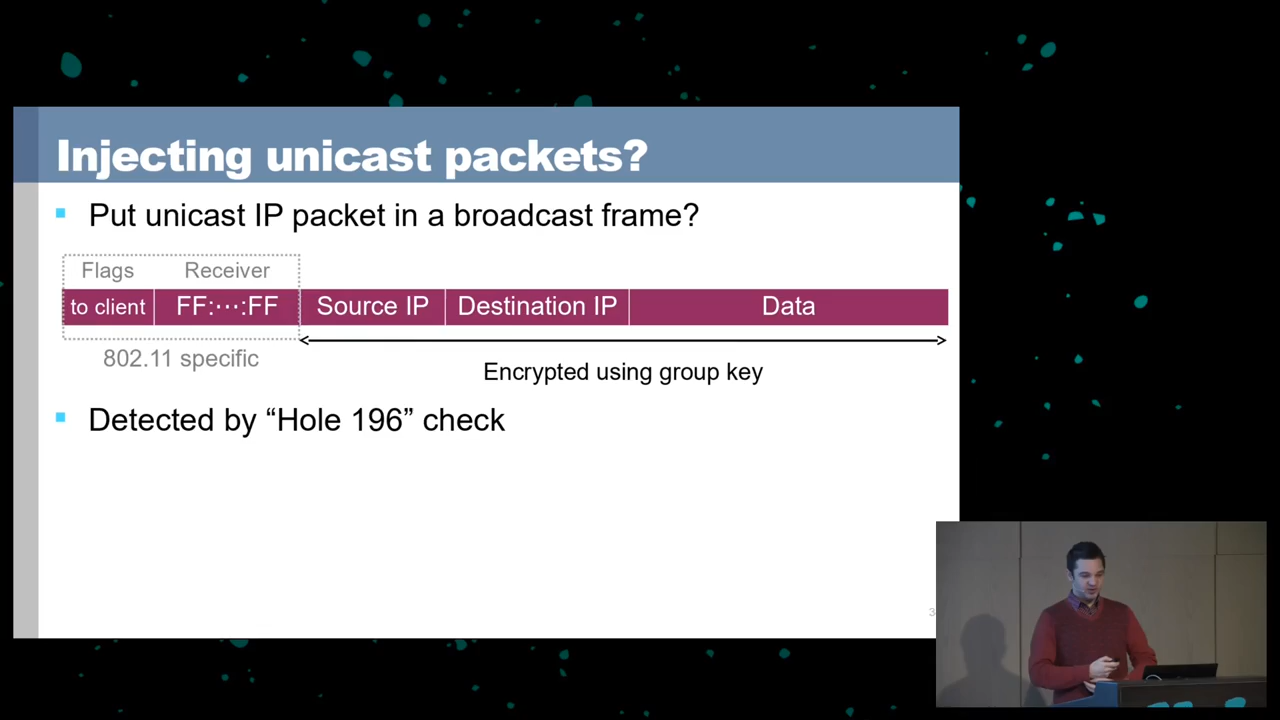 Injecting unicast packets?
Put unicast IP packet in a broadcast frame?
Flags Receiver
to client FF:⋯:FF Source IP Destination IP Data
802.11 specific
Encrypted using group key
Detected by “Hole 196” check
3